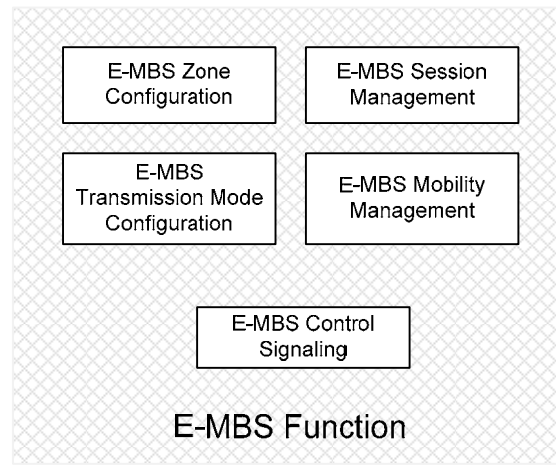 E-MBS Zone
Configuration
E-MBS Session
Management
E-MBS
Transmission Mode
Configuration
E-MBS Mobility
Management
E-MBS Control
Signaling
E-MBS Function